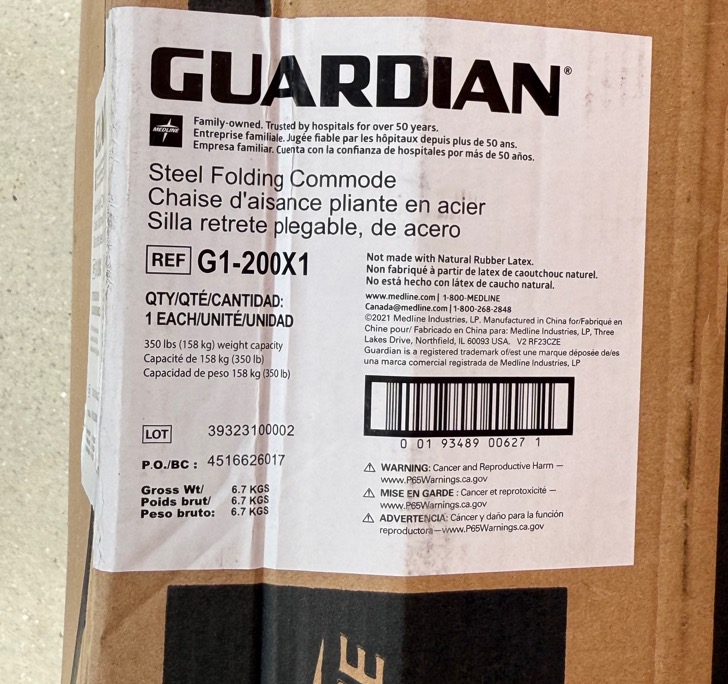 GUARDIAN®
MEDLINE
Family-owned. Trusted by hospitals for over 50 years.
Entreprise familiale. Jugée fiable par les hôpitaux depuis plus de 50 ans.
Empresa familiar. Cuenta con la confianza de hospitales por más de 50 años.
Steel Folding Commode
Chaise d'aisance pliante en acier
Silla retrete plegable, de acero
REF G1-200X1
QTY/QTÉ/CANTIDAD:
1 EACH/UNITÉ/UNIDAD
350 lbs (158 kg) weight capacity
Capacité de 158 kg (350 lb)
Capacidad de peso 158 kg (350 lb)
Not made with Natural Rubber Latex.
Non fabriqué à partir de latex de caoutchouc naturel.
No está hecho con látex de caucho natural.
www.medline.com | 1-800-MEDLINE
Canada@medline.com | 1-800-268-2848
©2021 Medline Industries, LP. Manufactured in China for/Fabriqué en
Chine pour/ Fabricado en China para: Medline Industries, LP, Three
Lakes Drive, Northfield, IL 60093 USA. V2 RF23CZE
Guardian is a registered trademark of/est une marque déposée de/es
una marca comercial registrada de Medline Industries, LP
0 01 93489 00627 1
LOT 39323100002
P.O./BC : 4516626017
Gross Wt/ 6.7 KGS
Poids brut/ 6.7 KGS
Peso bruto: 6.7 KGS
⚠ WARNING: Cancer and Reproductive Harm –
www.P65Warnings.ca.gov
⚠ MISE EN GARDE : Cancer et reprotoxicité –
www.P65Warnings.ca.gov
⚠ ADVERTENCIA: Cáncer y daño para la función
reproductora – www.P65Warnings.ca.gov